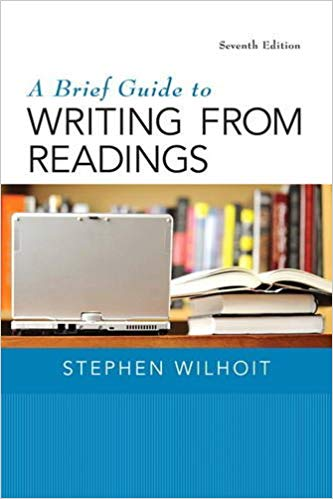 Seventh Edition
A Brief Guide to
WRITING FROM
READINGS
STEPHEN WILHOIT